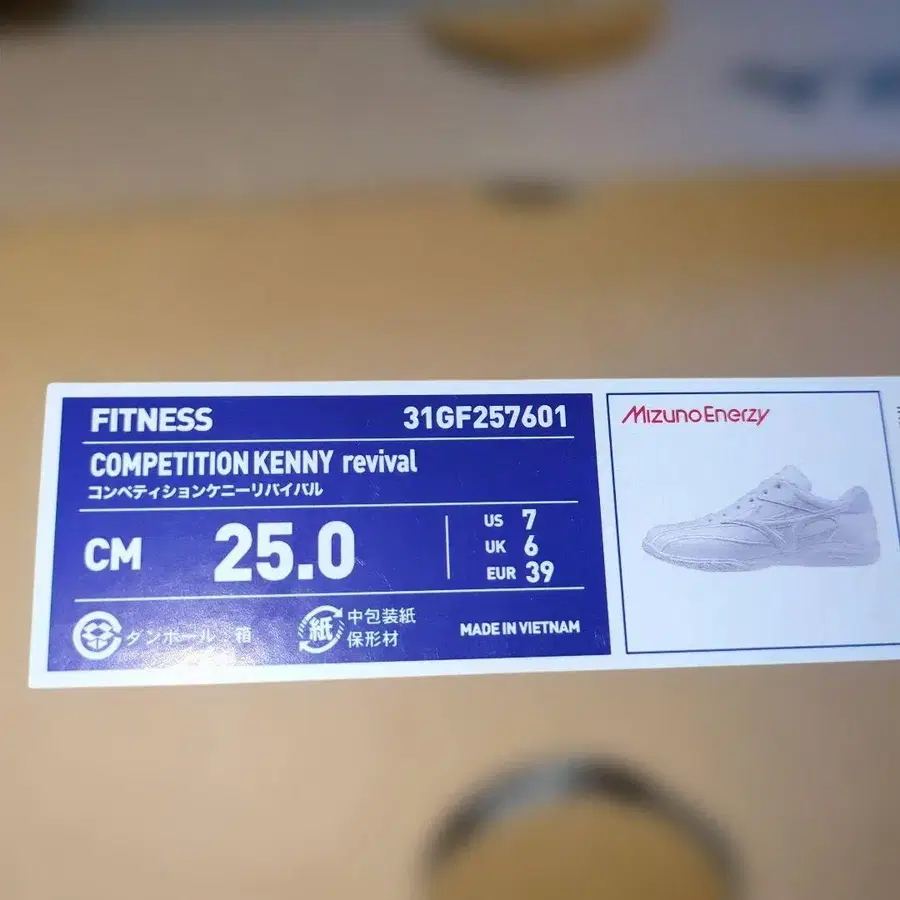 FITNESS 31GF257601
COMPETITION KENNY revival
コンペティションケニーリバイバル
CM 25.0
US 7
UK 6
EUR 39
ダンボール 箱
紙 中包装紙
保形材
MADE IN VIETNAM
MizunoEnerzy